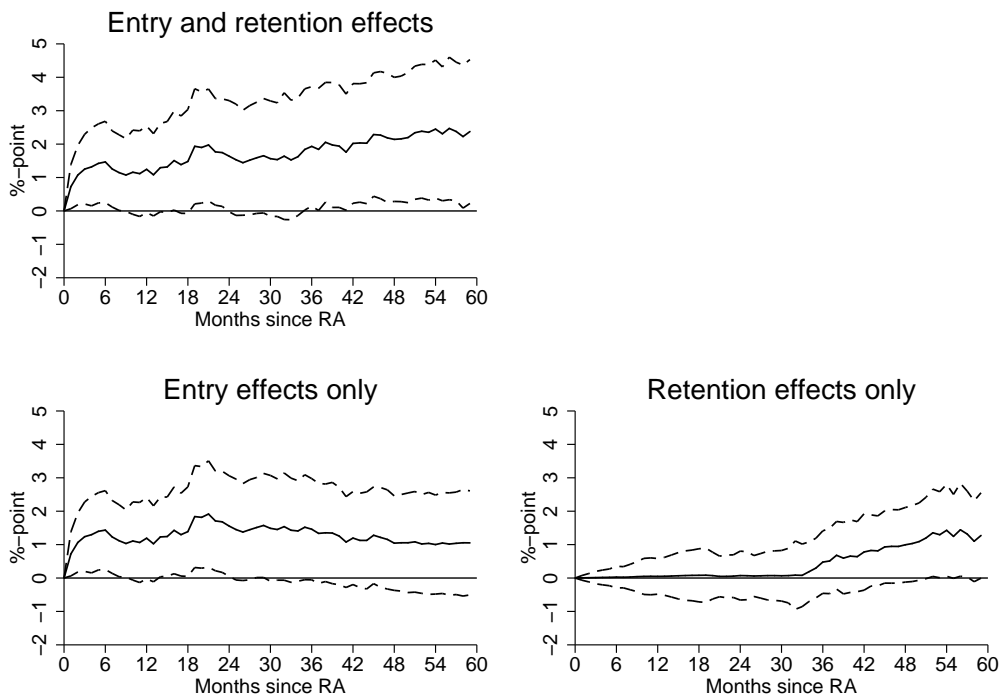 Entry and retention effects
%−point
−2 −1 0 1 2 3 4 5
0 6 12 18 24 30 36 42 48 54 60
Months since RA
Entry effects only
%−point
−2 −1 0 1 2 3 4 5
0 6 12 18 24 30 36 42 48 54 60
Months since RA
Retention effects only
%−point
−2 −1 0 1 2 3 4 5
0 6 12 18 24 30 36 42 48 54 60
Months since RA